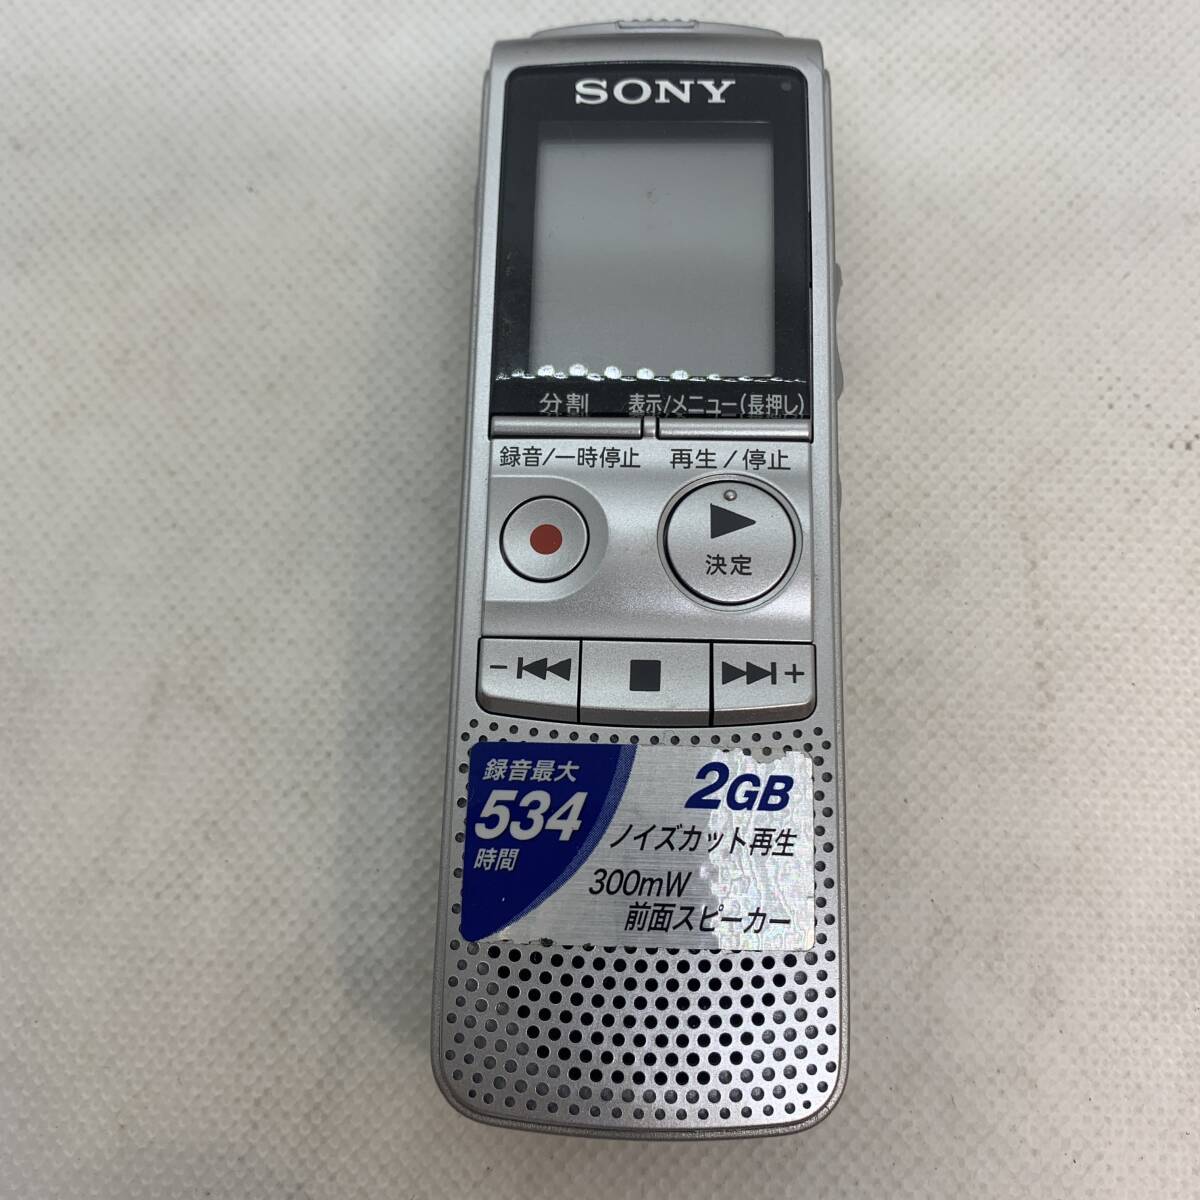 SONY
分割 表示/メニュー(長押し)
録音/一時停止 再生/停止
決定
録音最大
534
時間
2GB
ノイズカット再生
300mW
前面スピーカー